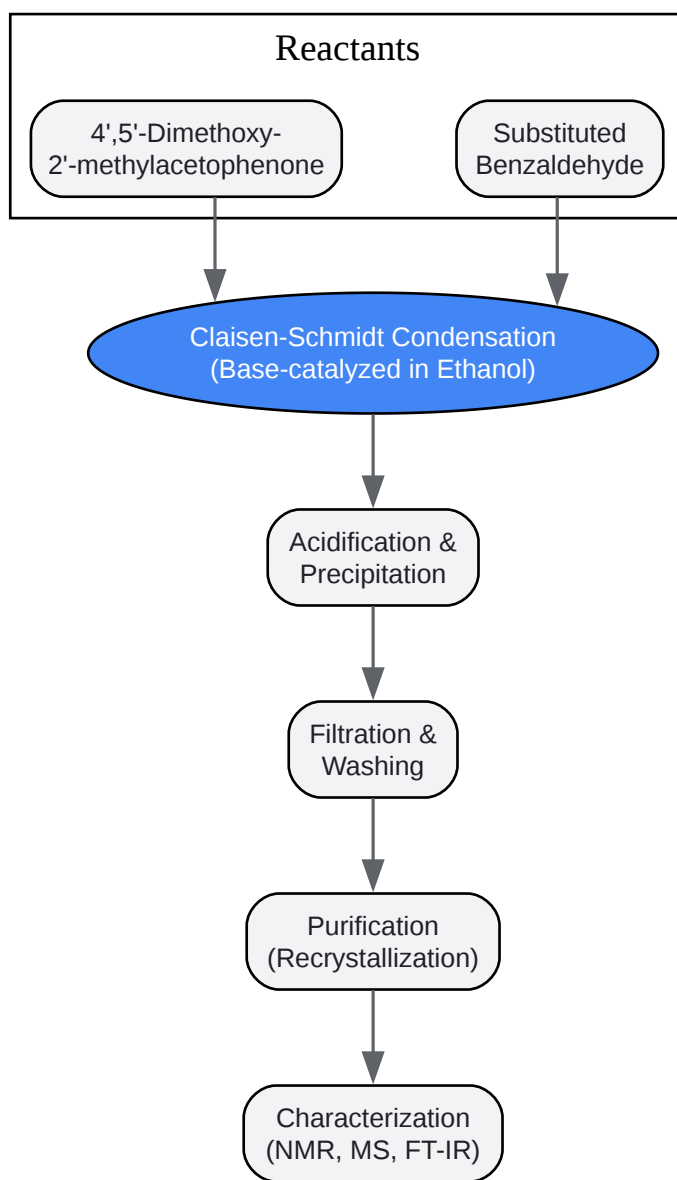 Reactants
4',5'-Dimethoxy-
2'-methylacetophenone
Substituted
Benzaldehyde
Claisen-Schmidt Condensation
(Base-catalyzed in Ethanol)
Acidification &
Precipitation
Filtration &
Washing
Purification
(Recrystallization)
Characterization
(NMR, MS, FT-IR)